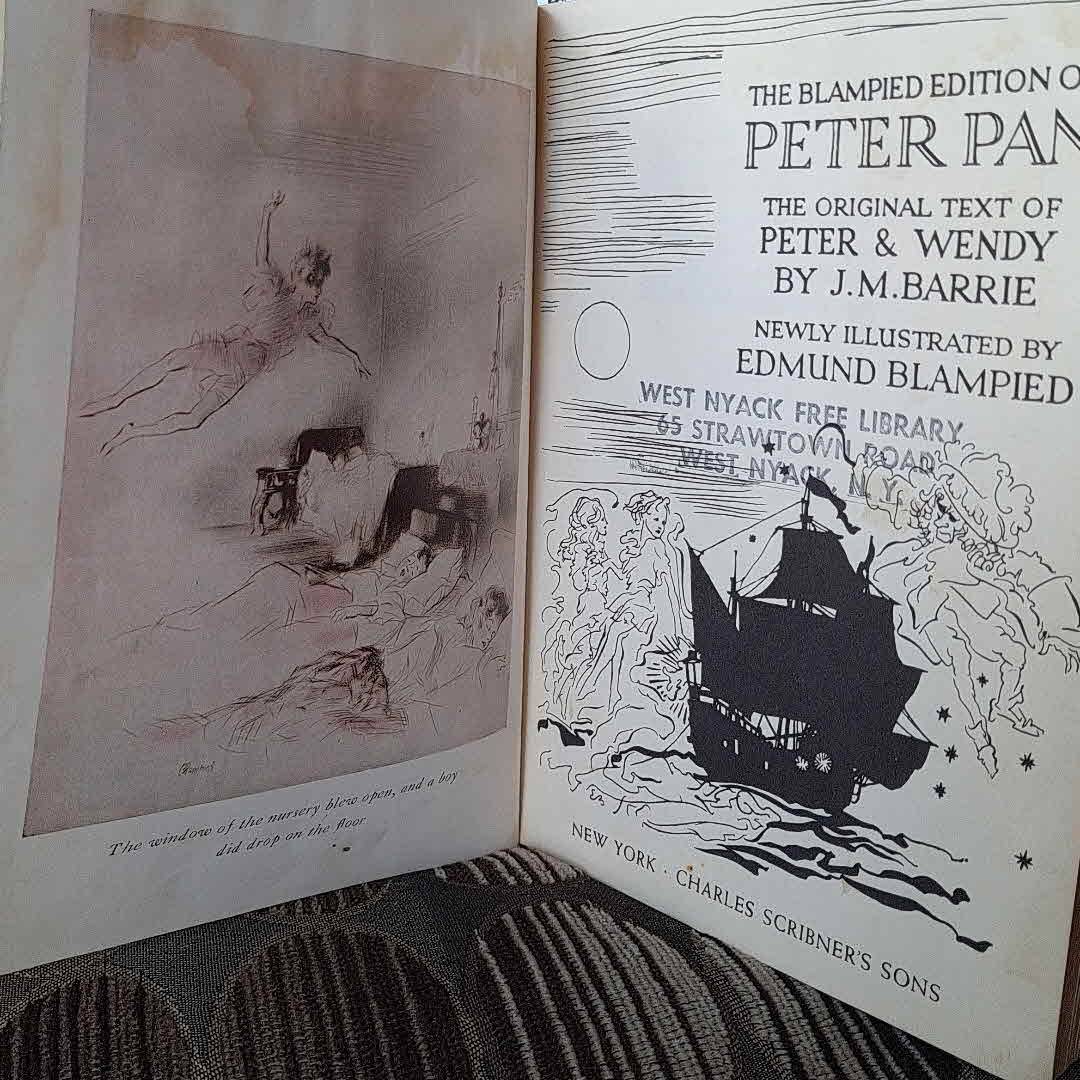 The window of the nursery blew open, and a boy
did drop on the floor.
THE BLAMPIED EDITION O
PETER PAN
THE ORIGINAL TEXT OF
PETER & WENDY
BY J.M.BARRIE
NEWLY ILLUSTRATED BY
EDMUND BLAMPIED
WEST NYACK FREE LIBRARY
65 STRAWTOWN ROAD
WEST NYACK, N. Y.
NEW YORK · CHARLES SCRIBNER'S SONS